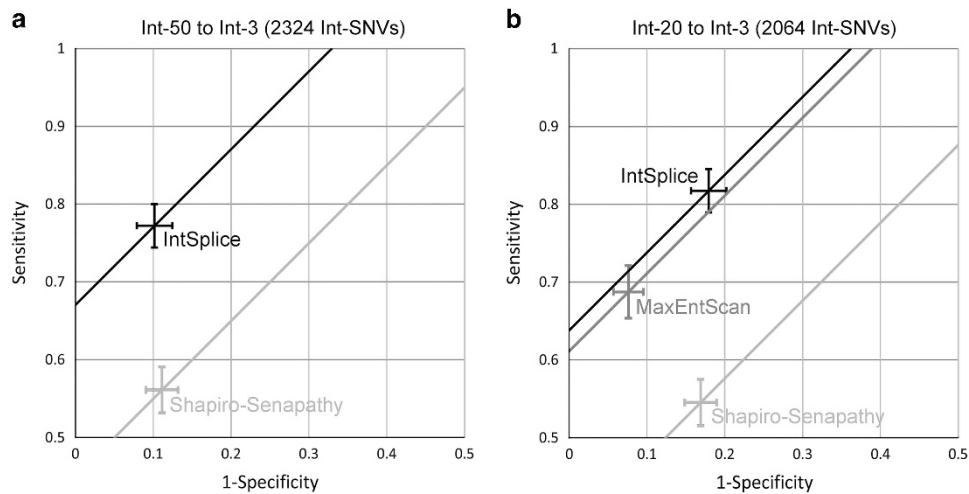 a
Int-50 to Int-3 (2324 Int-SNVs)
1
0.9
0.8
0.7
0.6
0.5
Sensitivity
IntSplice
Shapiro-Senapathy
0
0.1
0.2
0.3
0.4
0.5
1-Specificity
b
Int-20 to Int-3 (2064 Int-SNVs)
1
0.9
0.8
0.7
0.6
0.5
Sensitivity
IntSplice
MaxEntScan
Shapiro-Senapathy
0
0.1
0.2
0.3
0.4
0.5
1-Specificity